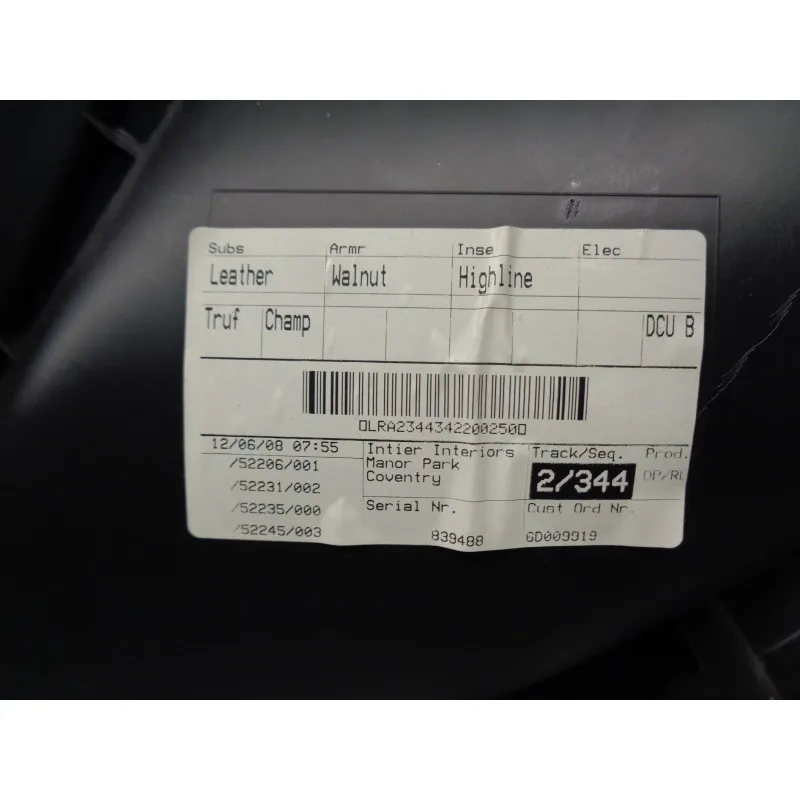 Subs Armr Inse Elec
Leather Walnut Highline
Truf Champ DCU B
▯LRA2344342200250▯
12/06/08 07:55 Intier Interiors Track/Seq. Prod.
/52206/001 Manor Park 2/344 DP/RL
/52231/002 Coventry
/52235/000 Serial Nr. Cust Ord Nr.
/52245/003 839488 6D009919